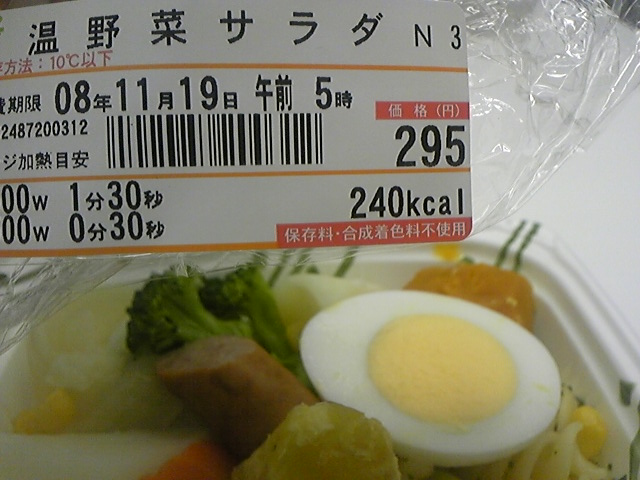 温野菜サラダ N 3
方法：10℃以下
費期限 08年11月19日 午前 5時
価格(円)
2487200312
295
ジ加熱目安
00W 1分30秒
240kcal
00W 0分30秒
保存料・合成着色料不使用